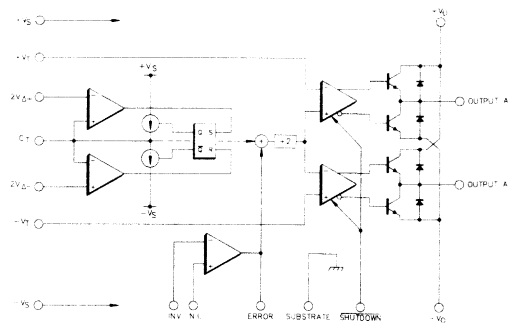 +VS
+VO
+VT
+VS
2VΔ+
Q S
OUTPUT A
CT
+
÷2
Q̅ R
2VΔ-
OUTPUT A
-VT
-VS
-VS
INV.
N.I.
ERROR
SUBSTRATE
SHUTDOWN
-VO